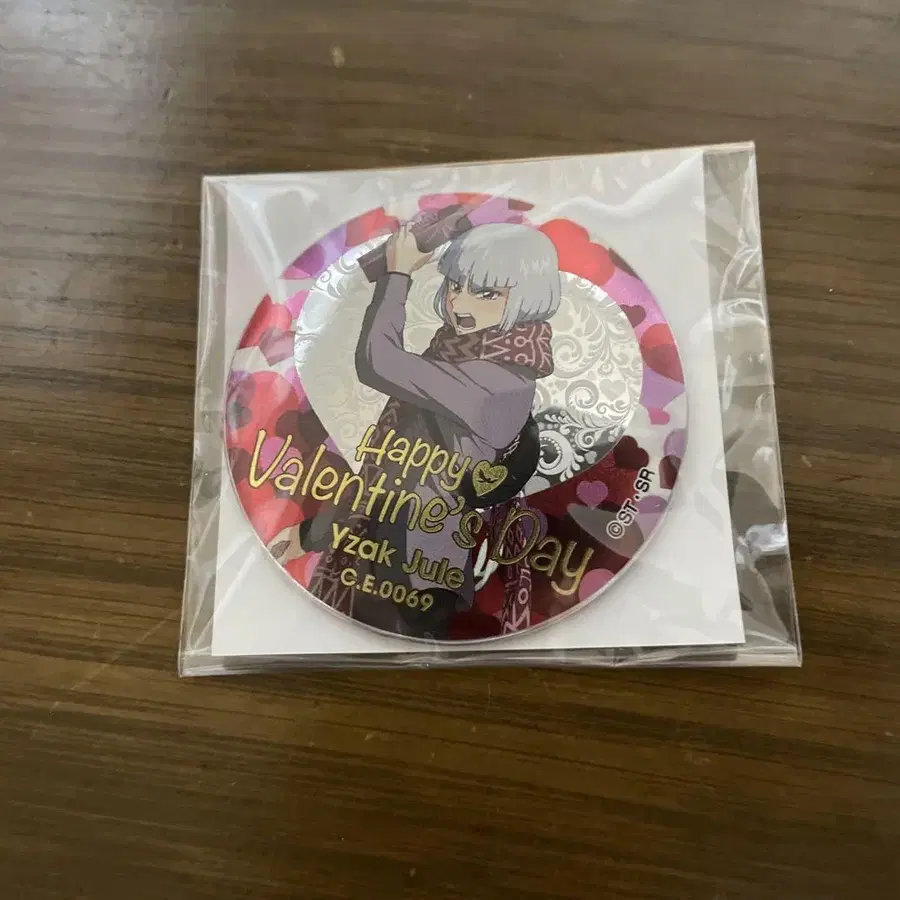 Happy
Valentine's Day
Yzak Jule
C.E.0069
©ST・SR